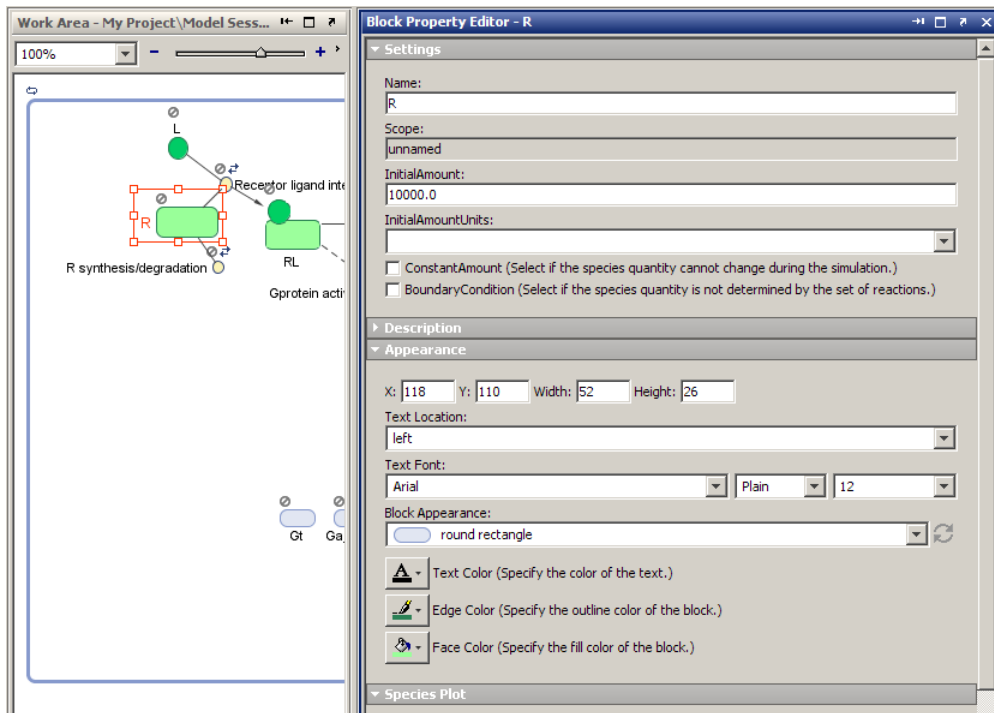 Work Area - My Project\Model Sess...
100%
L
Receptor ligand inte
R
RL
R synthesis/degradation
Gprotein acti
Gt
Ga_
Block Property Editor - R
Settings
Name:
R
Scope:
unnamed
InitialAmount:
10000.0
InitialAmountUnits:
ConstantAmount (Select if the species quantity cannot change during the simulation.)
BoundaryCondition (Select if the species quantity is not determined by the set of reactions.)
Description
Appearance
X: 118 Y: 110 Width: 52 Height: 26
Text Location:
left
Text Font:
Arial Plain 12
Block Appearance:
round rectangle
A Text Color (Specify the color of the text.)
Edge Color (Specify the outline color of the block.)
Face Color (Specify the fill color of the block.)
Species Plot